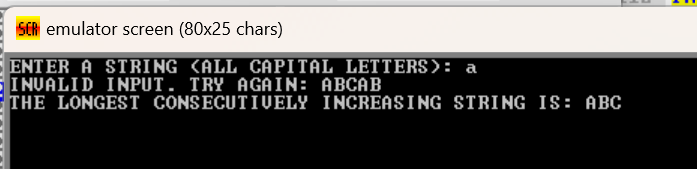 SCR emulator screen (80x25 chars)
ENTER A STRING (ALL CAPITAL LETTERS): a
INVALID INPUT. TRY AGAIN: ABCAB
THE LONGEST CONSECUTIVELY INCREASING STRING IS: ABC